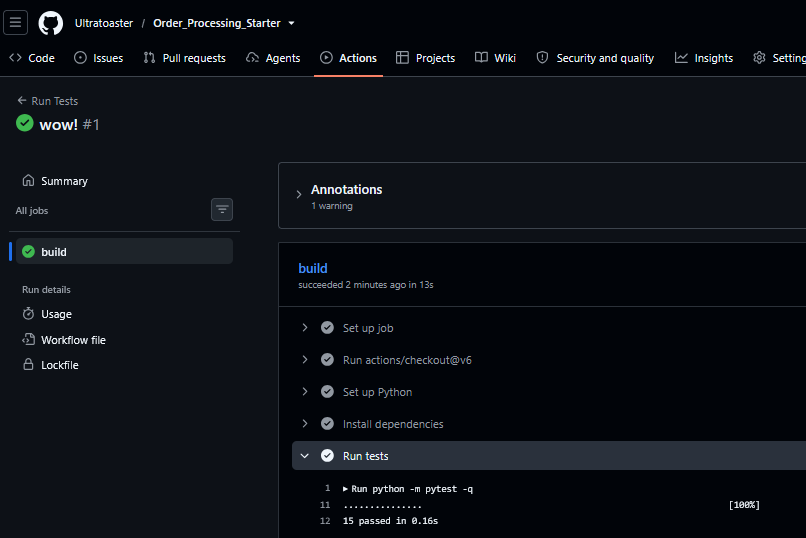 Ultratoaster / Order_Processing_Starter
Code Issues Pull requests Agents Actions Projects Wiki Security and quality Insights Setting
Run Tests
wow! #1
Summary
All jobs
build
Run details
Usage
Workflow file
Lockfile
Annotations
1 warning
build
succeeded 2 minutes ago in 13s
Set up job
Run actions/checkout@v6
Set up Python
Install dependencies
Run tests
1 Run python -m pytest -q
11 ............... [100%]
12 15 passed in 0.16s